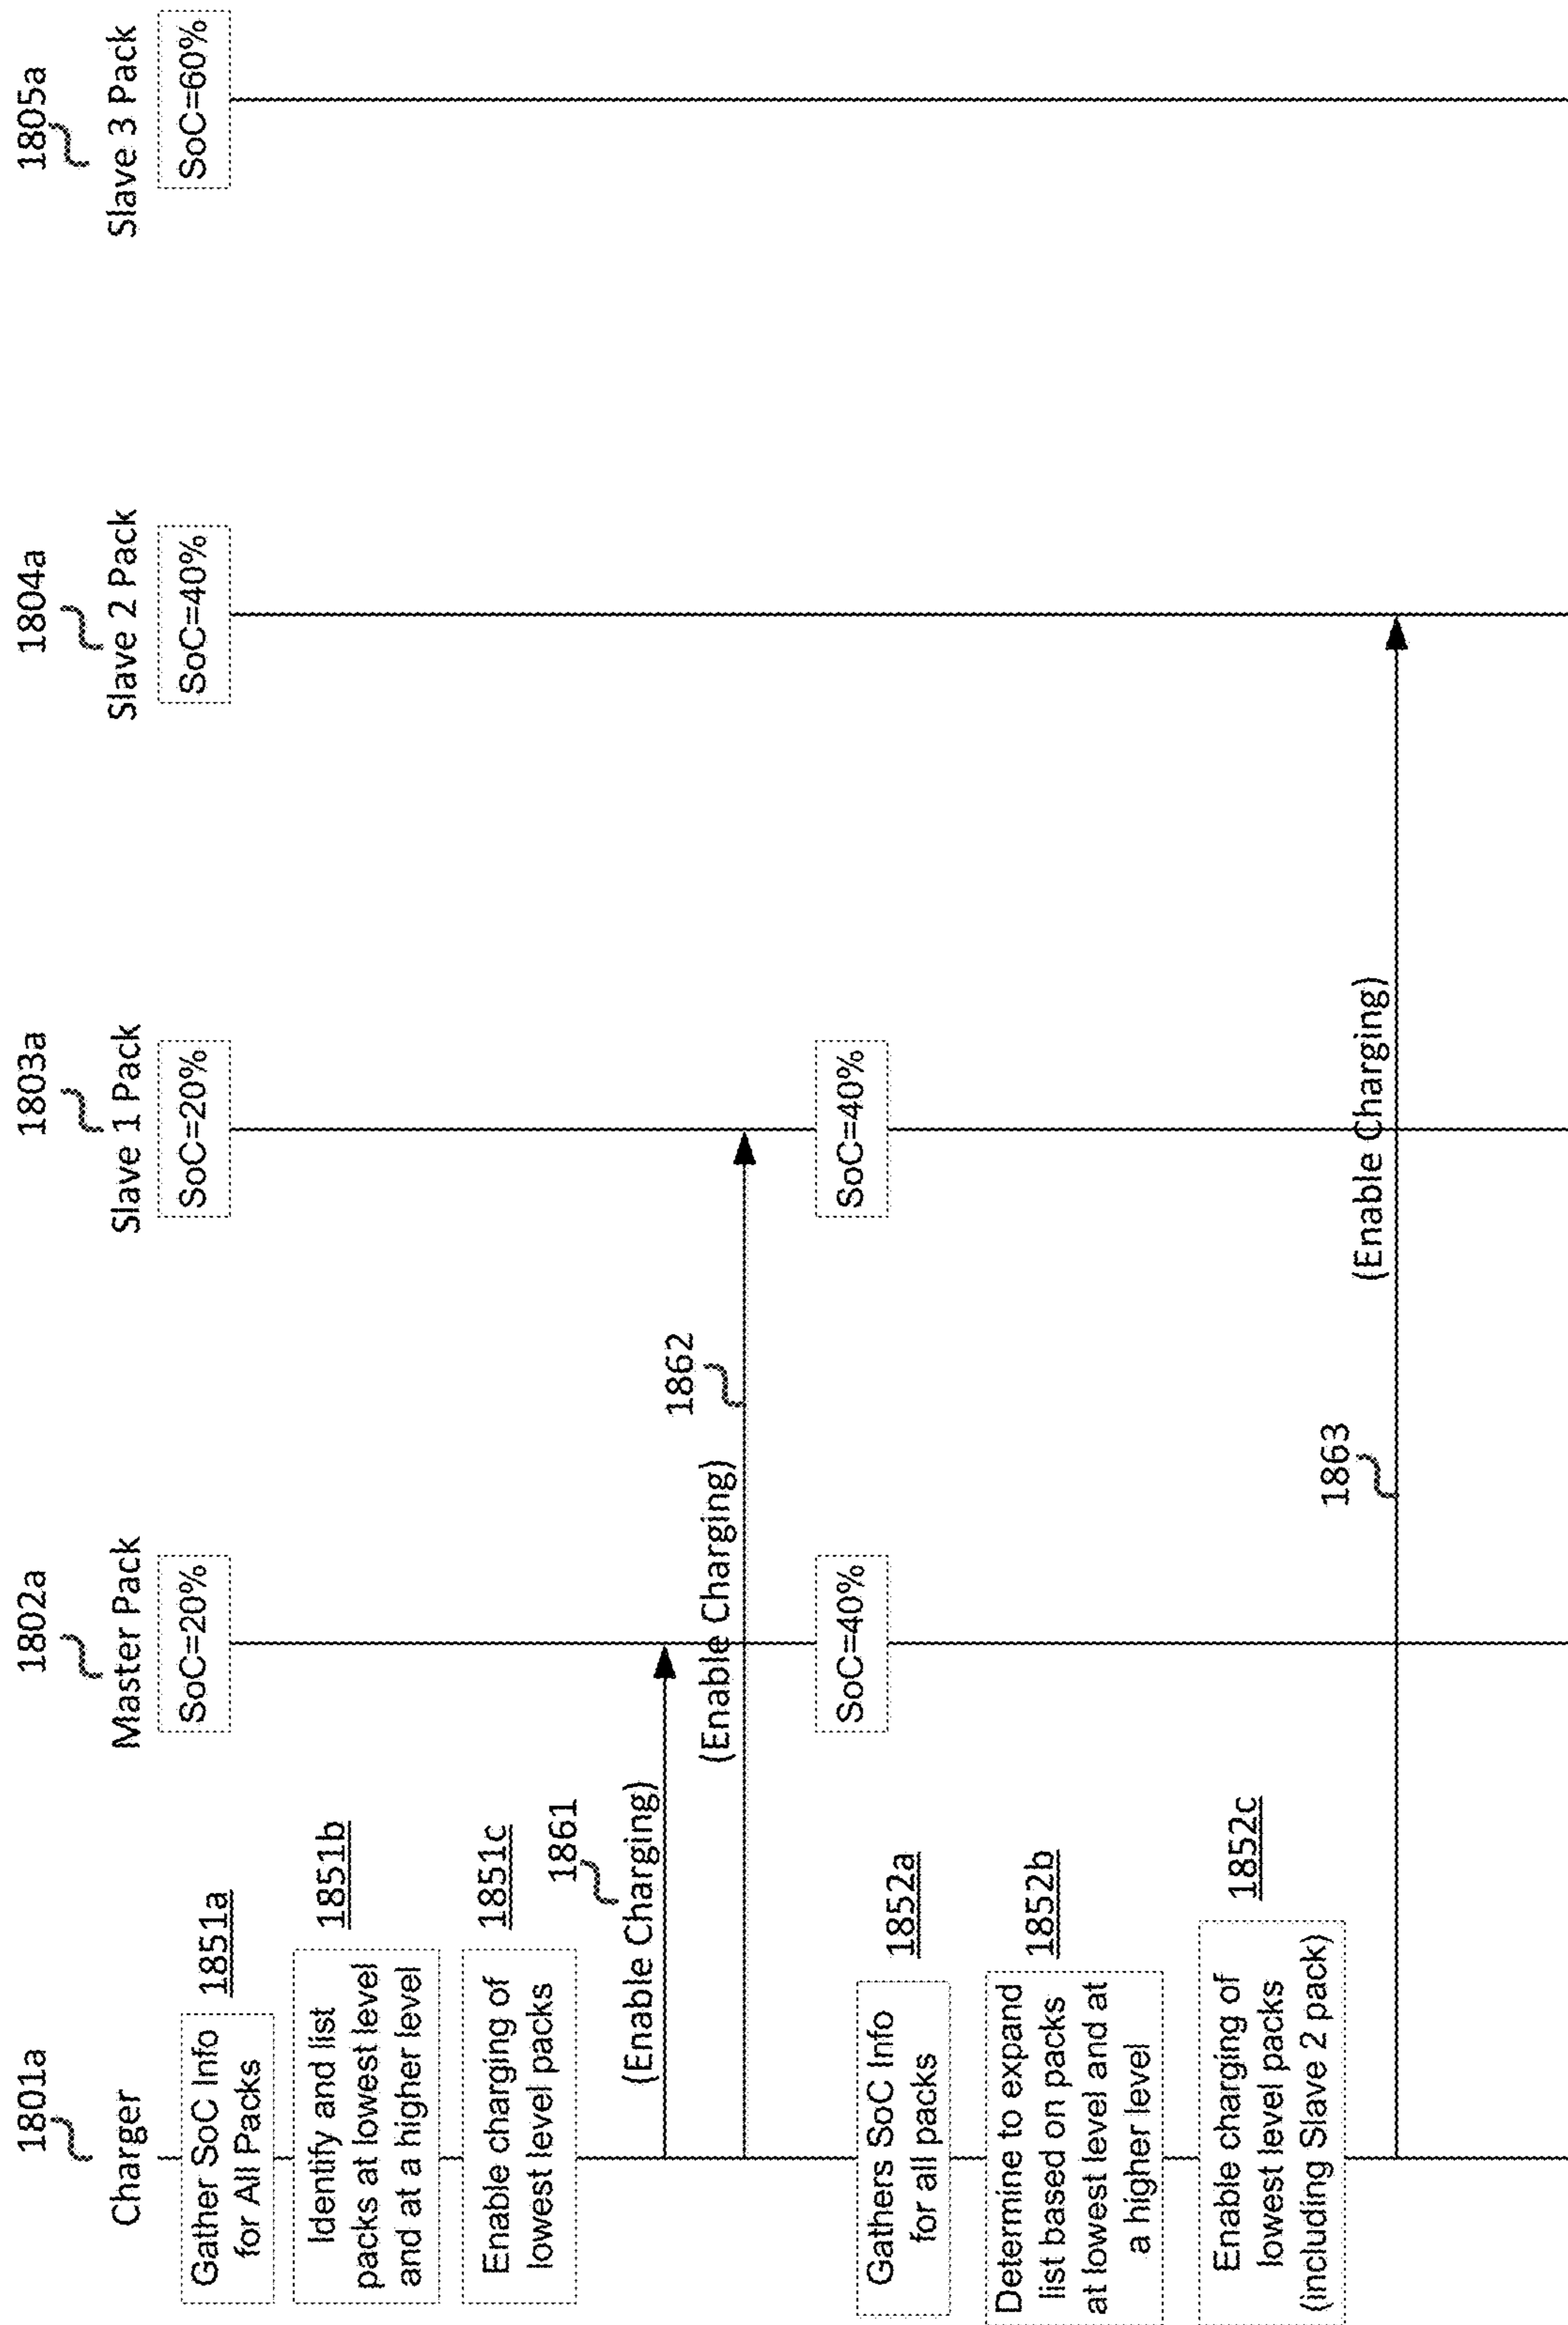 1801a
Charger
1802a
Master Pack
1803a
Slave 1 Pack
1804a
Slave 2 Pack
1805a
Slave 3 Pack
SoC=20%
SoC=20%
SoC=40%
SoC=60%
Gather SoC Info
for All Packs
1851a
Identify and list
packs at lowest level
and at a higher level
1851b
Enable charging of
lowest level packs
1851c
1861
(Enable Charging)
1862
(Enable Charging)
SoC=40%
SoC=40%
Gathers SoC Info
for all packs
1852a
Determine to expand
list based on packs
at lowest level and at
a higher level
1852b
Enable charging of
lowest level packs
(including Slave 2 pack)
1852c
1863
(Enable Charging)